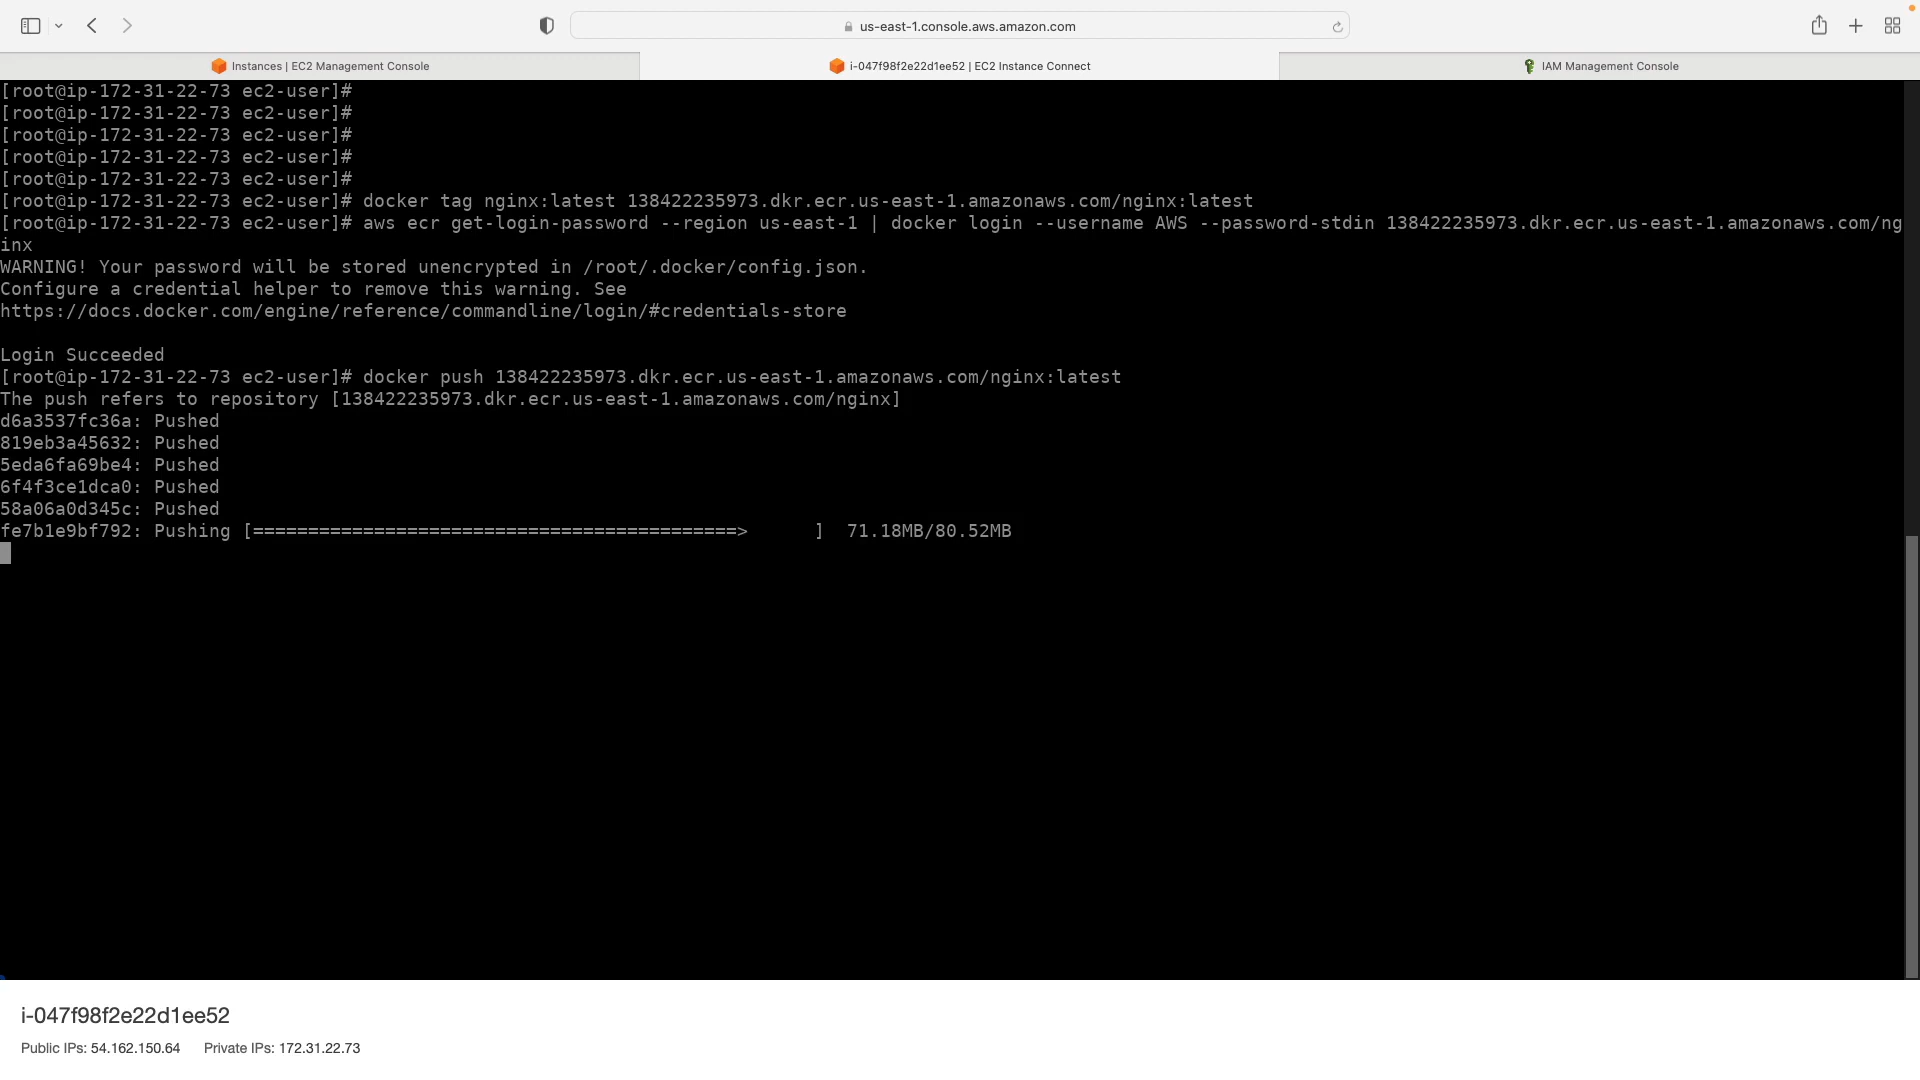 us-east-1.console.aws.amazon.com
Instances | EC2 Management Console
i-047f98f2e22d1ee52 | EC2 Instance Connect
IAM Management Console
[root@ip-172-31-22-73 ec2-user]#
[root@ip-172-31-22-73 ec2-user]#
[root@ip-172-31-22-73 ec2-user]#
[root@ip-172-31-22-73 ec2-user]#
[root@ip-172-31-22-73 ec2-user]#
[root@ip-172-31-22-73 ec2-user]# docker tag nginx:latest 138422235973.dkr.ecr.us-east-1.amazonaws.com/nginx:latest
[root@ip-172-31-22-73 ec2-user]# aws ecr get-login-password --region us-east-1 | docker login --username AWS --password-stdin 138422235973.dkr.ecr.us-east-1.amazonaws.com/ng
inx
WARNING! Your password will be stored unencrypted in /root/.docker/config.json.
Configure a credential helper to remove this warning. See
https://docs.docker.com/engine/reference/commandline/login/#credentials-store
Login Succeeded
[root@ip-172-31-22-73 ec2-user]# docker push 138422235973.dkr.ecr.us-east-1.amazonaws.com/nginx:latest
The push refers to repository [138422235973.dkr.ecr.us-east-1.amazonaws.com/nginx]
d6a3537fc36a: Pushed
819eb3a45632: Pushed
5eda6fa69be4: Pushed
6f4f3ce1dca0: Pushed
58a06a0d345c: Pushed
fe7b1e9bf792: Pushing [============================================>      ]  71.18MB/80.52MB
i-047f98f2e22d1ee52
Public IPs: 54.162.150.64 Private IPs: 172.31.22.73